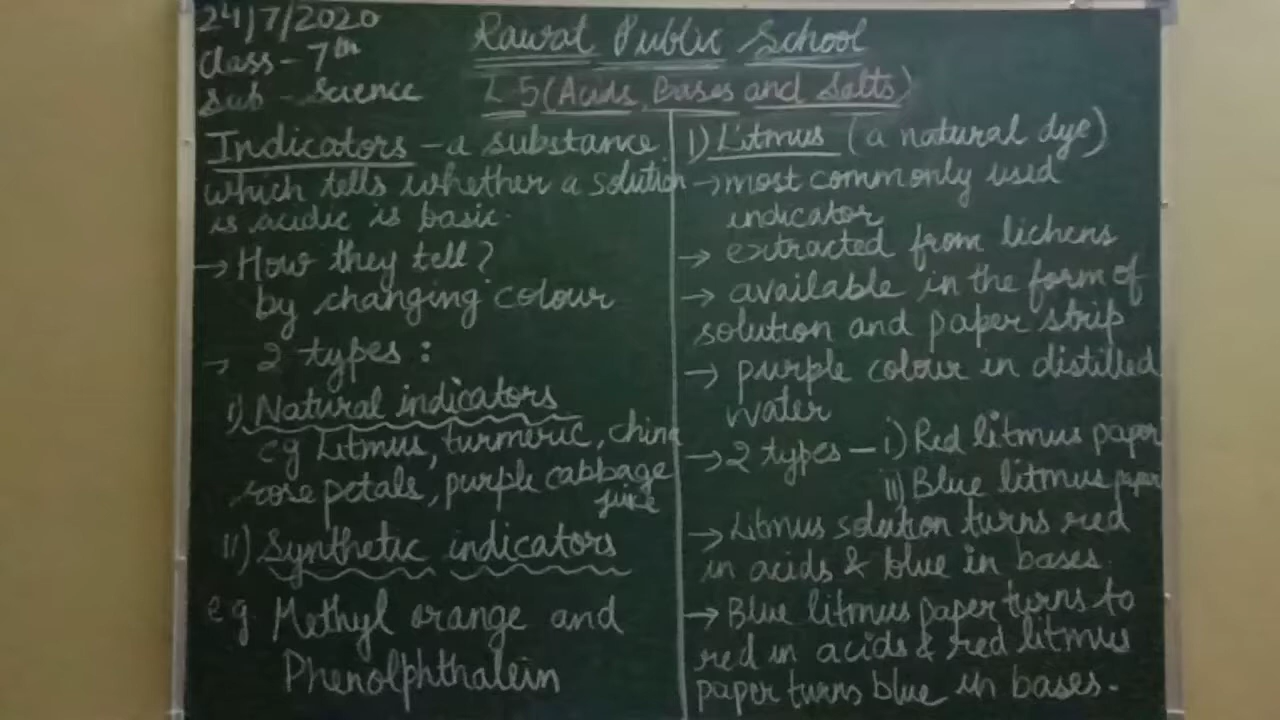 24/7/2020
Class - 7th
Sub - Science
Rawat Public School
L 5 (Acids, Bases and Salts)
Indicators - a substance
which tells whether a solution
is acidic is basic.
→ How they tell?
by changing colour
→ 2 types :
i) Natural indicators
eg Litmus, turmeric, china
rose petals, purple cabbage
juice
ii) Synthetic indicators
eg Methyl orange and
Phenolphthalein
1) Litmus (a natural dye)
→ most commonly used
indicator
→ extracted from lichens
→ available in the form of
solution and paper strip
→ purple colour in distilled
water
→ 2 types - i) Red litmus paper
ii) Blue litmus paper
→ Litmus solution turns red
in acids & blue in bases.
→ Blue litmus paper turns to
red in acids & red litmus
paper turns blue in bases.